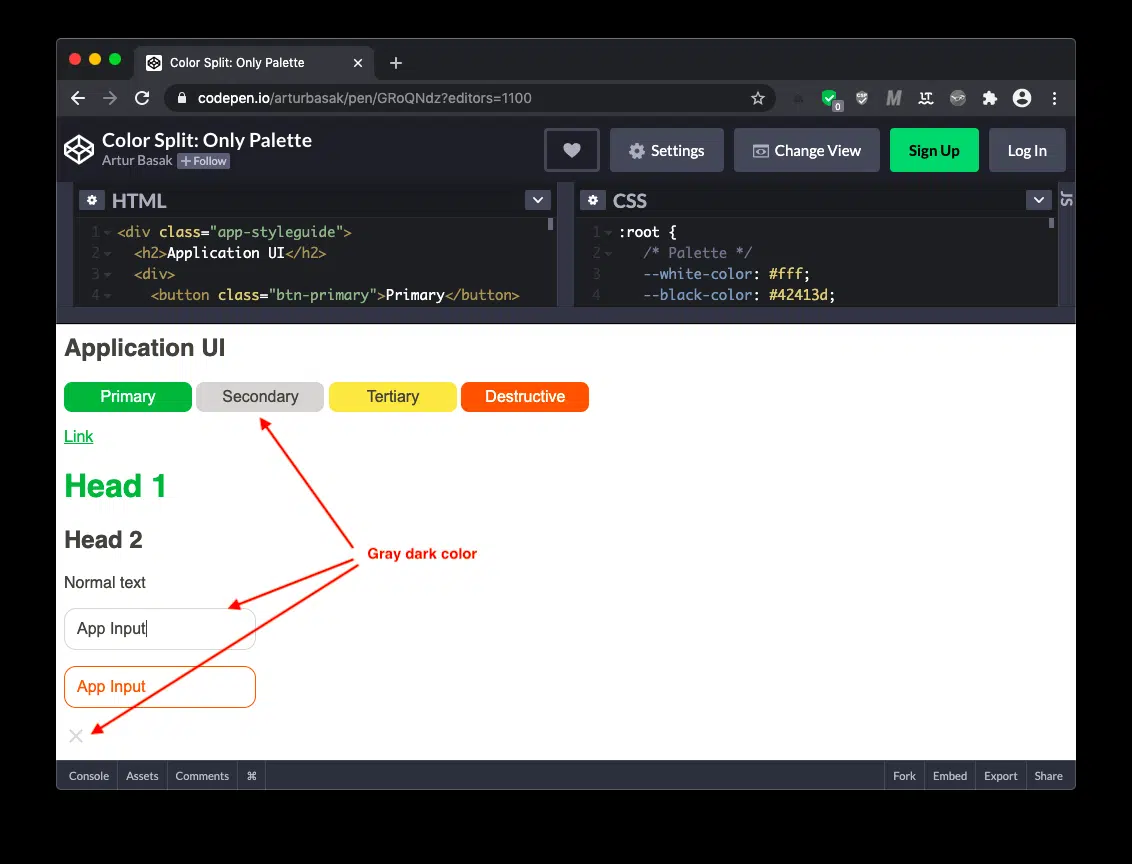 Color Split: Only Palette
codepen.io/arturbasak/pen/GRoQNdz?editors=1100
0
Color Split: Only Palette
Artur Basak + Follow
Settings
Change View
Sign Up
Log In
HTML
1 <div class="app-styleguide">
2 <h2>Application UI</h2>
3 <div>
4 <button class="btn-primary">Primary</button>
CSS
1 :root {
2 /* Palette */
3 --white-color: #fff;
4 --black-color: #42413d;
JS
Application UI
Primary Secondary Tertiary Destructive
Link
Head 1
Head 2
Gray dark color
Normal text
App Input
App Input
Console Assets Comments ⌘ Fork Embed Export Share